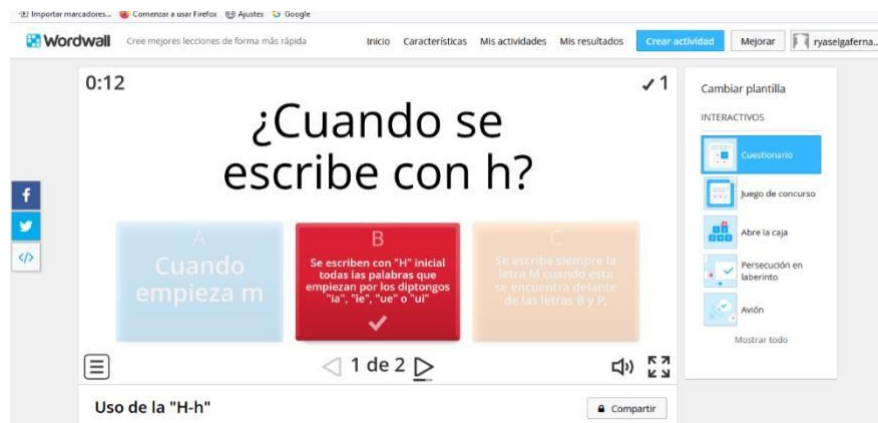 Importar marcadores... Comenzar a usar Firefox Ajustes Google
Wordwall Cree mejores lecciones de forma más rápida Inicio Características Mis actividades Mis resultados Crear actividad Mejorar ryaselgaferna...
0:12 ✓ 1
¿Cuando se
escribe con h?
A
Cuando
empieza m
B
Se escriben con "H" inicial
todas las palabras que
empiezan por los diptongos
"ia", "ie", "ue" o "ui"
C
Se escribe siempre la
letra M cuando esta
se encuentra delante
de las letras B y P.
1 de 2
Uso de la "H-h"
Compartir
Cambiar plantilla
INTERACTIVOS
Cuestionario
Juego de concurso
Abre la caja
Persecución en
laberinto
Avión
Mostrar todo
f
</>